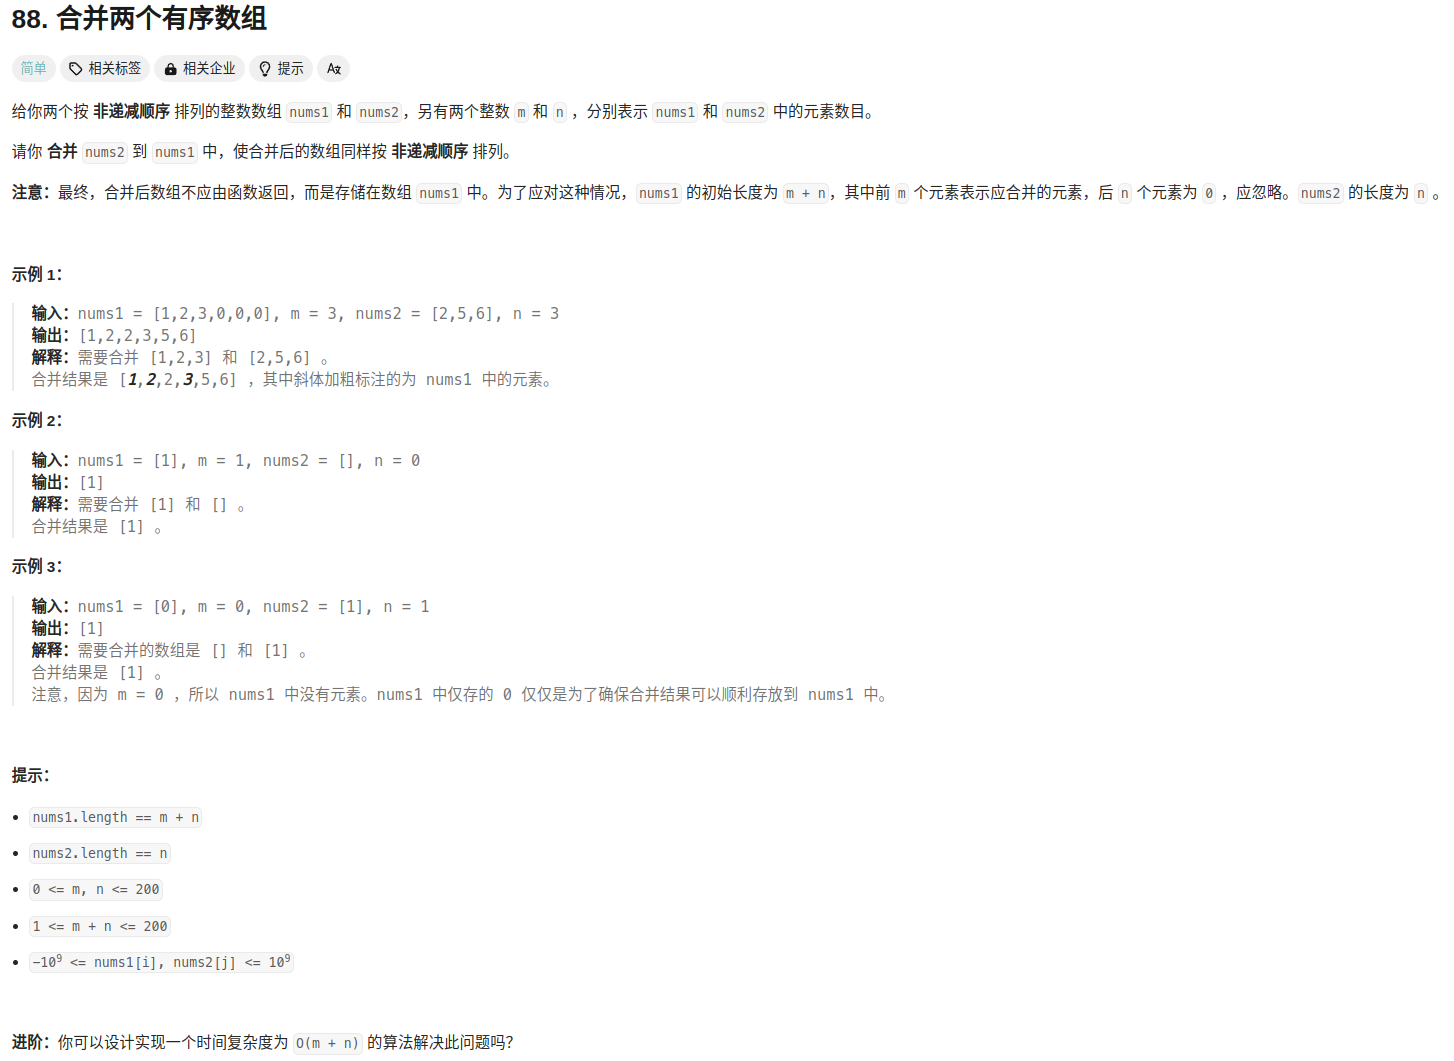 88. 合并两个有序数组
简单 相关标签 相关企业 提示
给你两个按 非递减顺序 排列的整数数组 nums1 和 nums2，另有两个整数 m 和 n ，分别表示 nums1 和 nums2 中的元素数目。
请你 合并 nums2 到 nums1 中，使合并后的数组同样按 非递减顺序 排列。
注意：最终，合并后数组不应由函数返回，而是存储在数组 nums1 中。为了应对这种情况，nums1 的初始长度为 m + n，其中前 m 个元素表示应合并的元素，后 n 个元素为 0 ，应忽略。nums2 的长度为 n 。
示例 1：
输入：nums1 = [1,2,3,0,0,0], m = 3, nums2 = [2,5,6], n = 3
输出：[1,2,2,3,5,6]
解释：需要合并 [1,2,3] 和 [2,5,6] 。
合并结果是 [1,2,2,3,5,6] ，其中斜体加粗标注的为 nums1 中的元素。
示例 2：
输入：nums1 = [1], m = 1, nums2 = [], n = 0
输出：[1]
解释：需要合并 [1] 和 [] 。
合并结果是 [1] 。
示例 3：
输入：nums1 = [0], m = 0, nums2 = [1], n = 1
输出：[1]
解释：需要合并的数组是 [] 和 [1] 。
合并结果是 [1] 。
注意，因为 m = 0 ，所以 nums1 中没有元素。nums1 中仅存的 0 仅仅是为了确保合并结果可以顺利存放到 nums1 中。
提示：
nums1.length == m + n
nums2.length == n
0 <= m, n <= 200
1 <= m + n <= 200
-10⁹ <= nums1[i], nums2[j] <= 10⁹
进阶：你可以设计实现一个时间复杂度为 O(m + n) 的算法解决此问题吗？